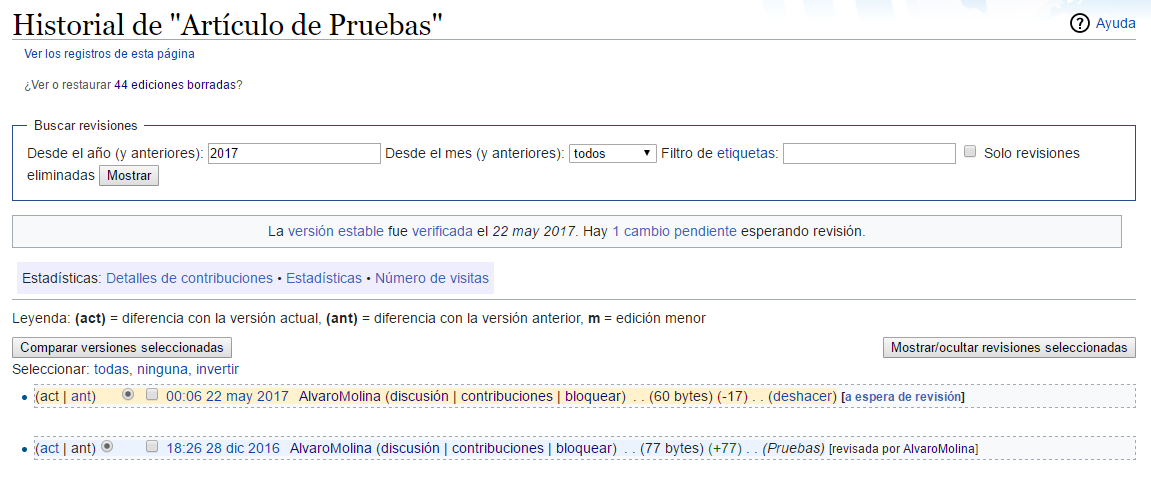 Historial de "Artículo de Pruebas"
? Ayuda
Ver los registros de esta página
¿Ver o restaurar 44 ediciones borradas?
Buscar revisiones
Desde el año (y anteriores): 2017 Desde el mes (y anteriores): todos Filtro de etiquetas: Solo revisiones
eliminadas Mostrar
La versión estable fue verificada el 22 may 2017. Hay 1 cambio pendiente esperando revisión.
Estadísticas: Detalles de contribuciones • Estadísticas • Número de visitas
Leyenda: (act) = diferencia con la versión actual, (ant) = diferencia con la versión anterior, m = edición menor
Comparar versiones seleccionadas Mostrar/ocultar revisiones seleccionadas
Seleccionar: todas, ninguna, invertir
(act | ant) 00:06 22 may 2017 AlvaroMolina (discusión | contribuciones | bloquear) . . (60 bytes) (-17) . . (deshacer) [a espera de revisión]
(act | ant) 18:26 28 dic 2016 AlvaroMolina (discusión | contribuciones | bloquear) . . (77 bytes) (+77) . . (Pruebas) [revisada por AlvaroMolina]